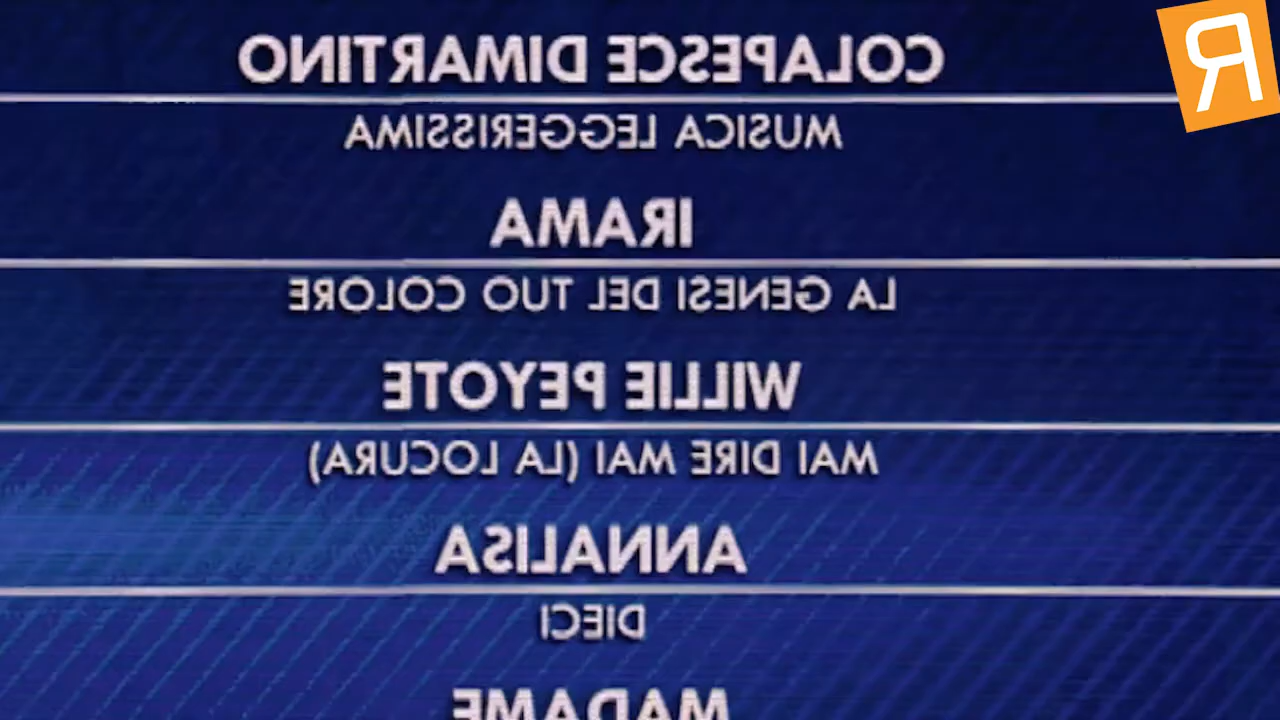 R
COLAPESCE DIMARTINO
MUSICA LEGGERISSIMA
IRAMA
LA GENESI DEL TUO COLORE
WILLIE PEYOTE
MAI DIRE MAI (LA LOCURA)
ANNALISA
DIECI
MADAME